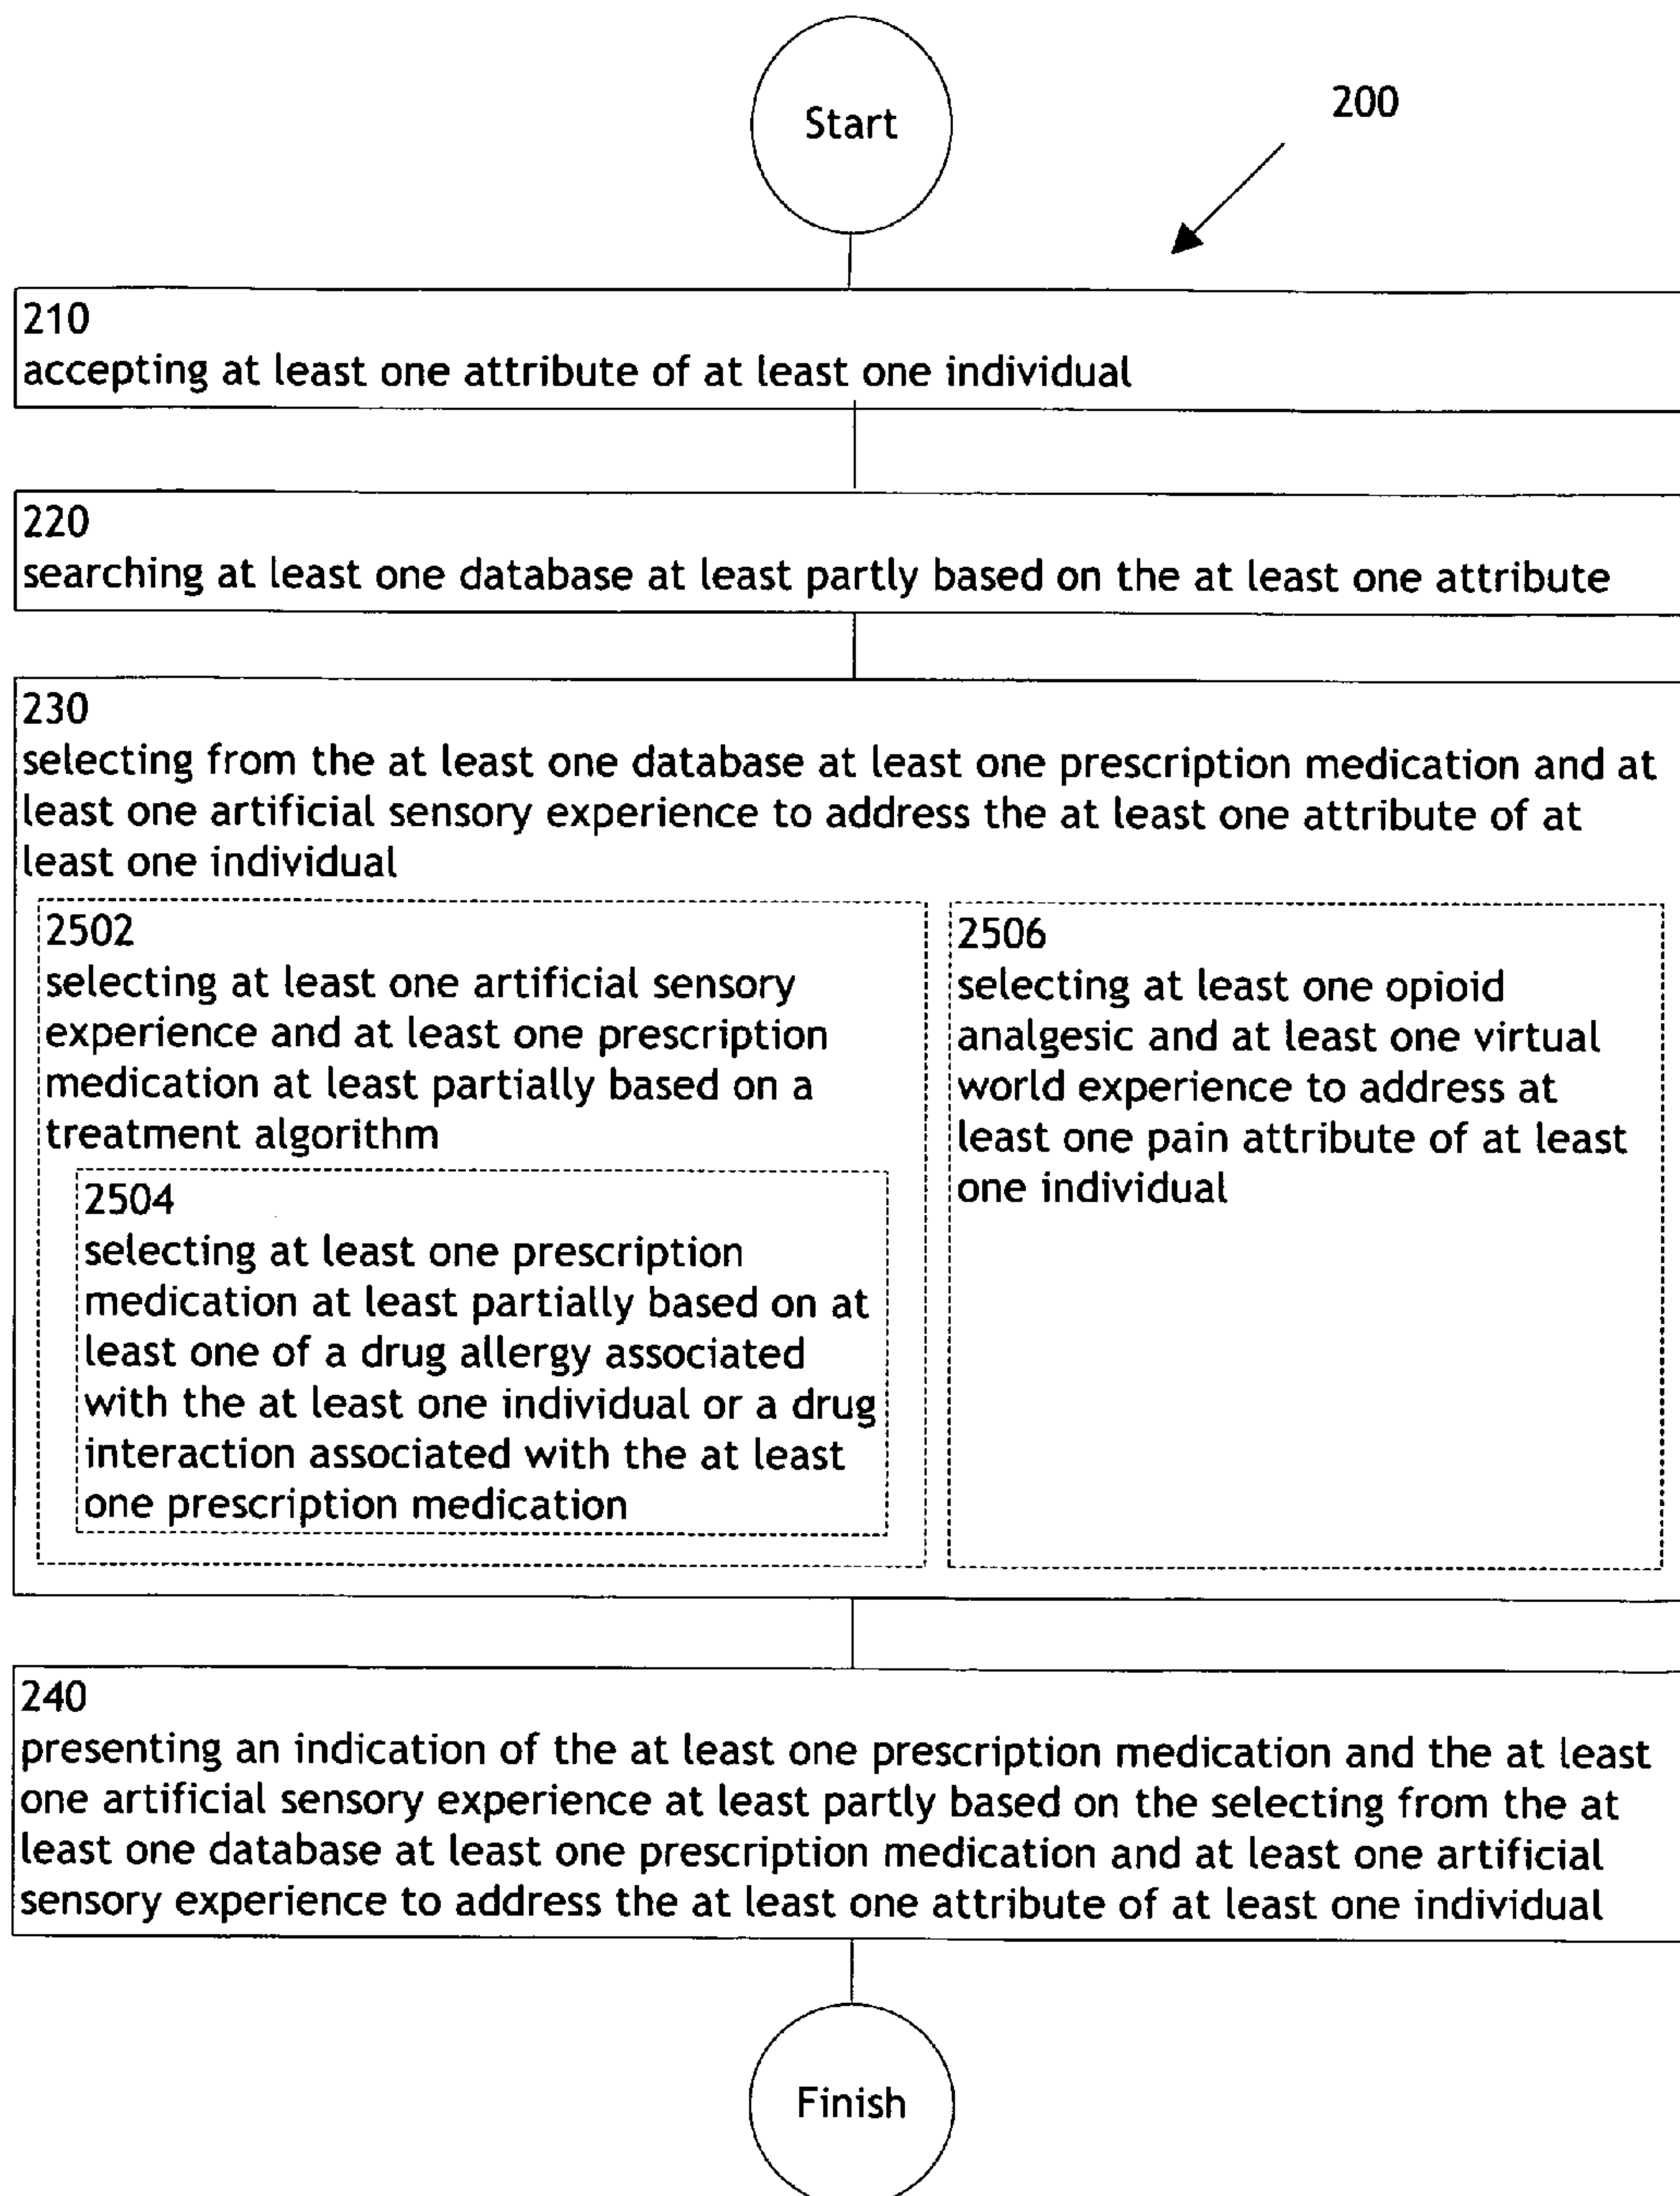 Start
200
210
accepting at least one attribute of at least one individual
220
searching at least one database at least partly based on the at least one attribute
230
selecting from the at least one database at least one prescription medication and at
least one artificial sensory experience to address the at least one attribute of at
least one individual
2502
selecting at least one artificial sensory
experience and at least one prescription
medication at least partially based on a
treatment algorithm
2504
selecting at least one prescription
medication at least partially based on at
least one of a drug allergy associated
with the at least one individual or a drug
interaction associated with the at least
one prescription medication
2506
selecting at least one opioid
analgesic and at least one virtual
world experience to address at
least one pain attribute of at least
one individual
240
presenting an indication of the at least one prescription medication and the at least
one artificial sensory experience at least partly based on the selecting from the at
least one database at least one prescription medication and at least one artificial
sensory experience to address the at least one attribute of at least one individual
Finish